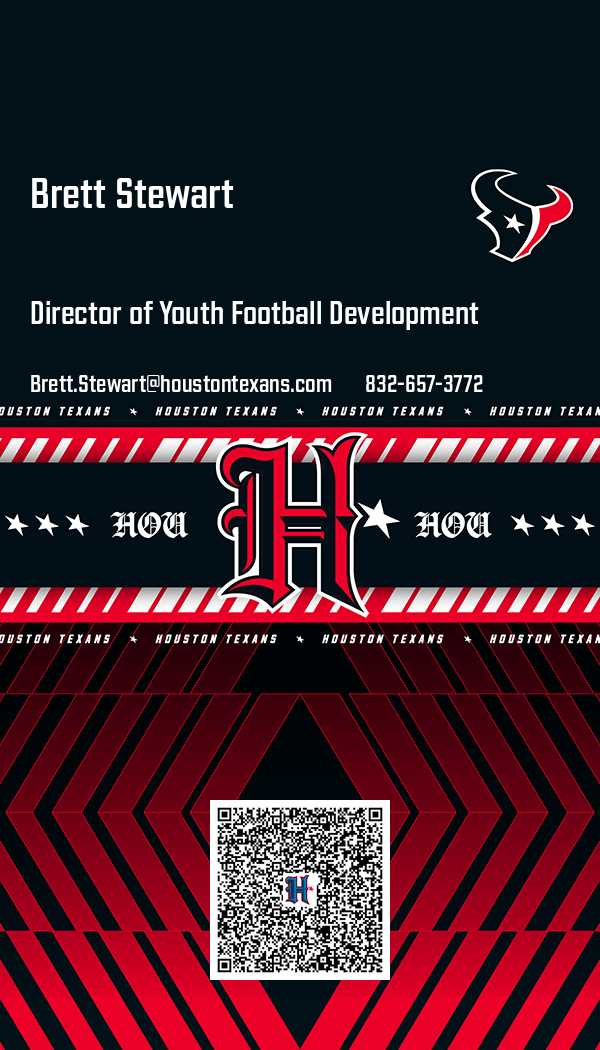 Brett Stewart
Director of Youth Football Development
Brett.Stewart@houstontexans.com 832-657-3772
HOUSTON TEXANS HOUSTON TEXANS HOUSTON TEXANS HOUSTON TEXAN
HOU H HOU
HOUSTON TEXANS HOUSTON TEXANS HOUSTON TEXANS HOUSTON TEXAN
H